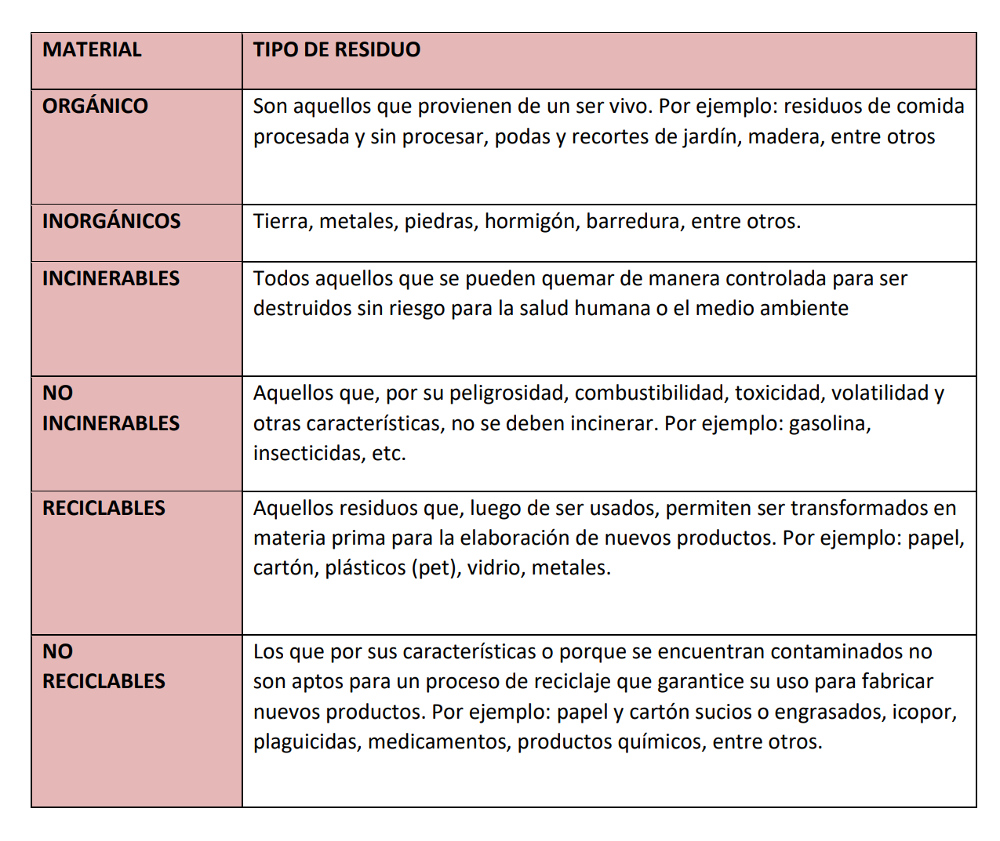 MATERIAL
TIPO DE RESIDUO
ORGÁNICO
Son aquellos que provienen de un ser vivo. Por ejemplo: residuos de comida
procesada y sin procesar, podas y recortes de jardín, madera, entre otros
INORGÁNICOS
Tierra, metales, piedras, hormigón, barredura, entre otros.
INCINERABLES
Todos aquellos que se pueden quemar de manera controlada para ser
destruidos sin riesgo para la salud humana o el medio ambiente
NO
INCINERABLES
Aquellos que, por su peligrosidad, combustibilidad, toxicidad, volatilidad y
otras características, no se deben incinerar. Por ejemplo: gasolina,
insecticidas, etc.
RECICLABLES
Aquellos residuos que, luego de ser usados, permiten ser transformados en
materia prima para la elaboración de nuevos productos. Por ejemplo: papel,
cartón, plásticos (pet), vidrio, metales.
NO
RECICLABLES
Los que por sus características o porque se encuentran contaminados no
son aptos para un proceso de reciclaje que garantice su uso para fabricar
nuevos productos. Por ejemplo: papel y cartón sucios o engrasados, icopor,
plaguicidas, medicamentos, productos químicos, entre otros.